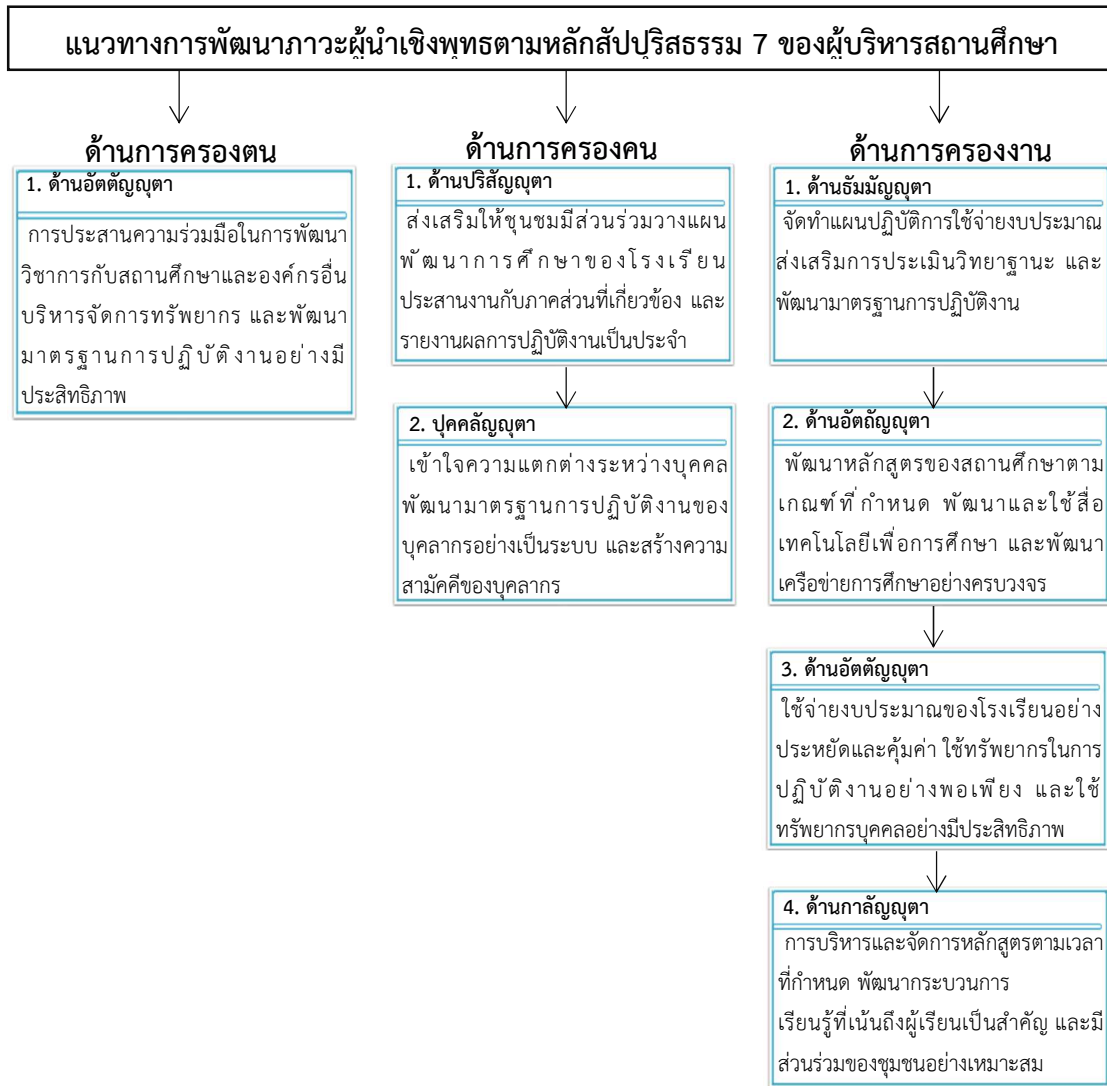 แนวทางการพัฒนาภาวะผู้นำเชิงพุทธตามหลักสัปปุริสธรรม 7 ของผู้บริหารสถานศึกษา
ด้านการครองตน
1. ด้านอัตตัญญุตา
การประสานความร่วมมือในการพัฒนา
วิชาการกับสถานศึกษาและองค์กรอื่น
บริหารจัดการทรัพยากร และพัฒนา
มาตรฐานการปฏิบัติงานอย่างมี
ประสิทธิภาพ
ด้านการครองคน
1. ด้านปริสัญญุตา
ส่งเสริมให้ชุมชมมีส่วนร่วมวางแผน
พัฒนาการศึกษาของโรงเรียน
ประสานงานกับภาคส่วนที่เกี่ยวข้อง และ
รายงานผลการปฏิบัติงานเป็นประจำ
2. ปุคคลัญญุตา
เข้าใจความแตกต่างระหว่างบุคคล
พัฒนามาตรฐานการปฏิบัติงานของ
บุคลากรอย่างเป็นระบบ และสร้างความ
สามัคคีของบุคลากร
ด้านการครองงาน
1. ด้านธัมมัญญุตา
จัดทำแผนปฏิบัติการใช้จ่ายงบประมาณ
ส่งเสริมการประเมินวิทยาฐานะ และ
พัฒนามาตรฐานการปฏิบัติงาน
2. ด้านอัตถัญญุตา
พัฒนาหลักสูตรของสถานศึกษาตาม
เกณฑ์ที่กำหนด พัฒนาและใช้สื่อ
เทคโนโลยีเพื่อการศึกษา และพัฒนา
เครือข่ายการศึกษาอย่างครบวงจร
3. ด้านอัตตัญญุตา
ใช้จ่ายงบประมาณของโรงเรียนอย่าง
ประหยัดและคุ้มค่า ใช้ทรัพยากรในการ
ปฏิบัติงานอย่างพอเพียง และใช้
ทรัพยากรบุคคลอย่างมีประสิทธิภาพ
4. ด้านกาลัญญุตา
การบริหารและจัดการหลักสูตรตามเวลา
ที่กำหนด พัฒนากระบวนการ
เรียนรู้ที่เน้นถึงผู้เรียนเป็นสำคัญ และมี
ส่วนร่วมของชุมชนอย่างเหมาะสม